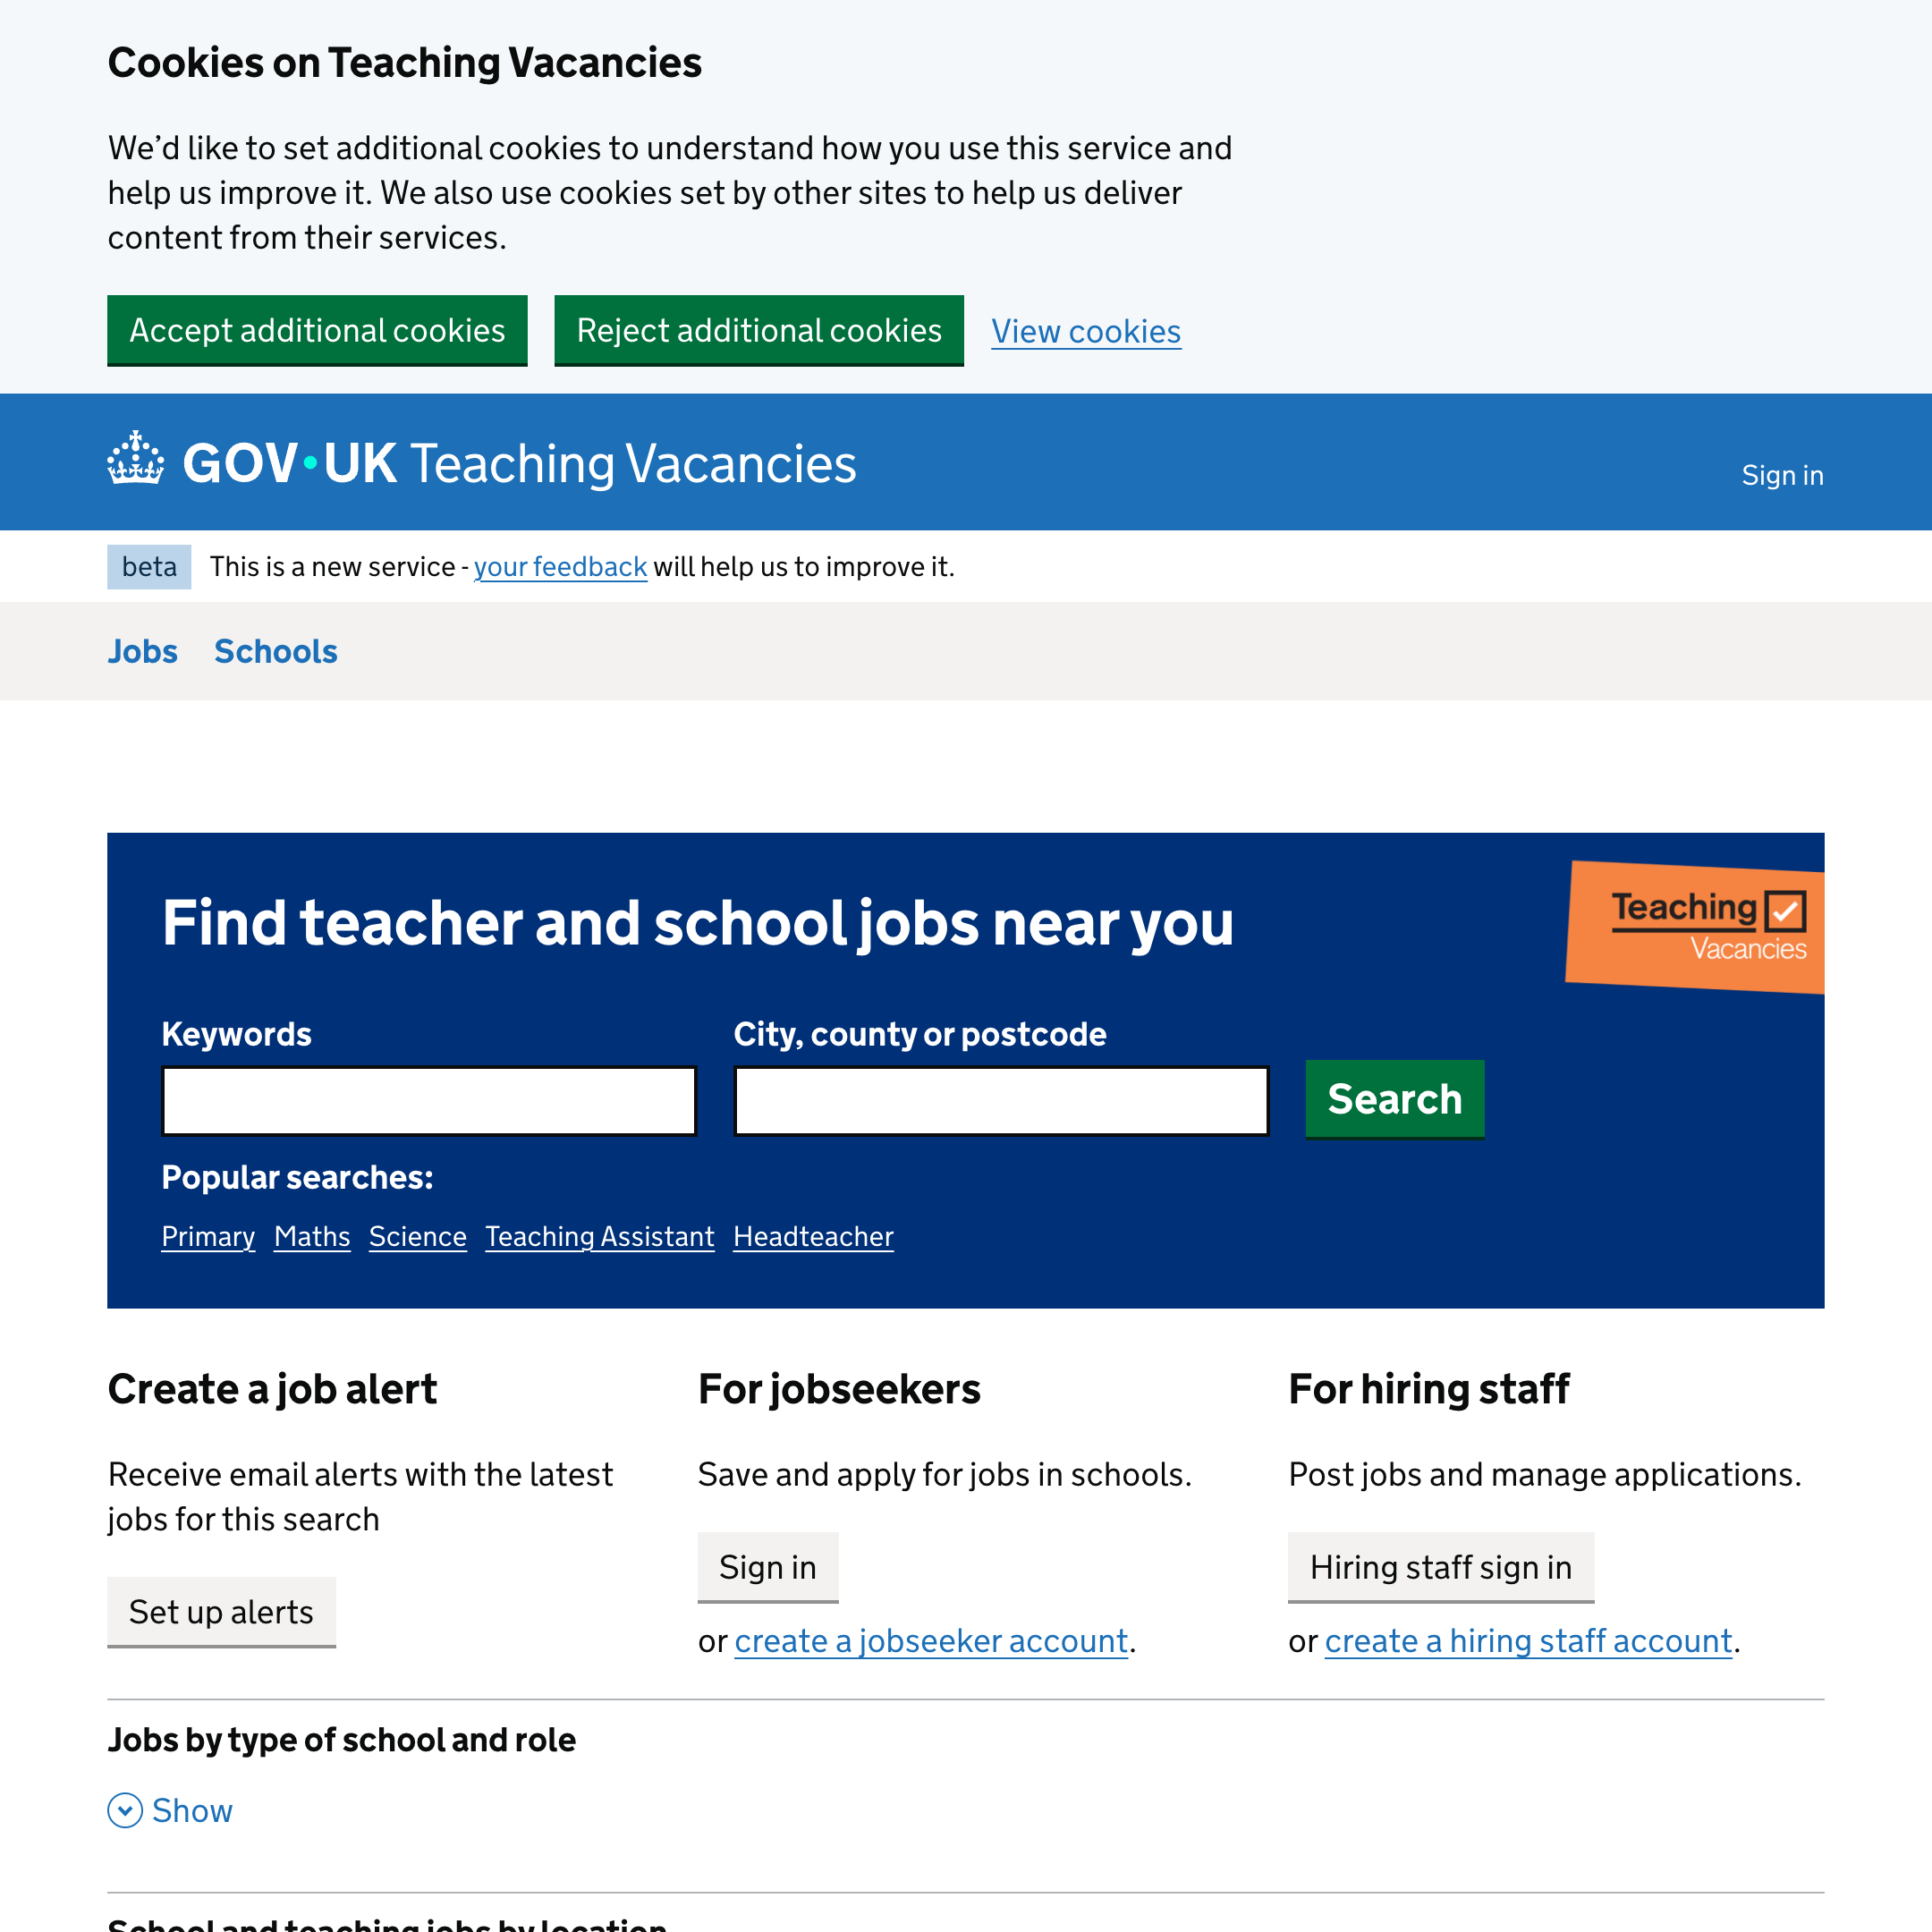 Cookies on Teaching Vacancies
We’d like to set additional cookies to understand how you use this service and
help us improve it. We also use cookies set by other sites to help us deliver
content from their services.
Accept additional cookies
Reject additional cookies
View cookies
GOV•UK Teaching Vacancies
Sign in
beta
This is a new service - your feedback will help us to improve it.
Jobs
Schools
Find teacher and school jobs near you
Teaching
Vacancies
Keywords
City, county or postcode
Search
Popular searches:
Primary Maths Science Teaching Assistant Headteacher
Create a job alert
Receive email alerts with the latest
jobs for this search
Set up alerts
For jobseekers
Save and apply for jobs in schools.
Sign in
or create a jobseeker account.
For hiring staff
Post jobs and manage applications.
Hiring staff sign in
or create a hiring staff account.
Jobs by type of school and role
Show
School and teaching jobs by location